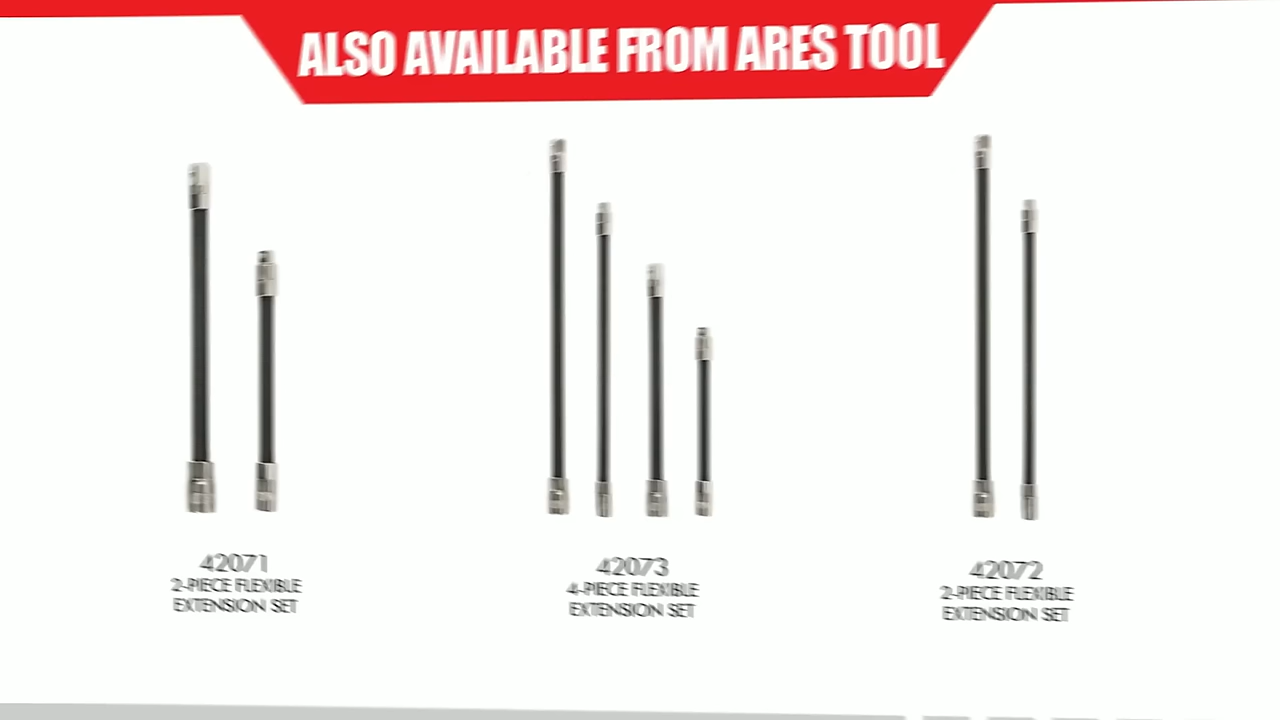 ALSO AVAILABLE FROM ARES TOOL
42071
2-PIECE FLEXIBLE
EXTENSION SET
42073
4-PIECE FLEXIBLE
EXTENSION SET
42072
2-PIECE FLEXIBLE
EXTENSION SET